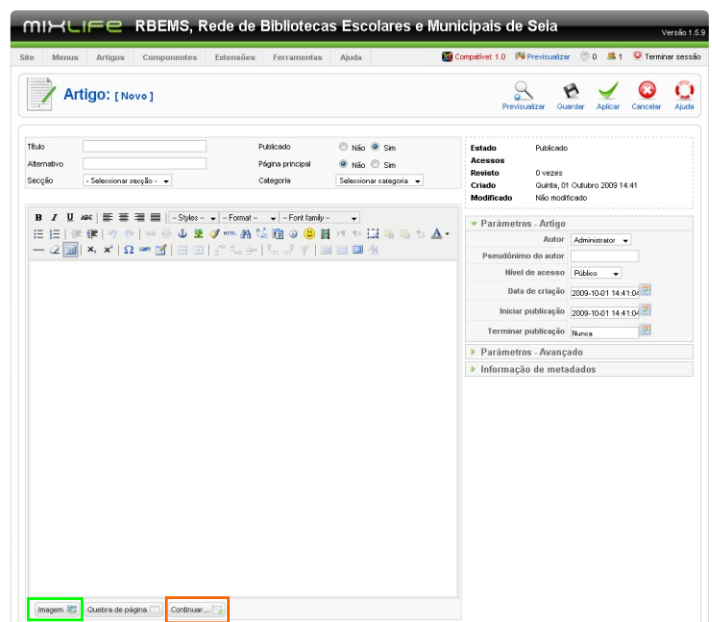 MIXLIFE RBEMS, Rede de Bibliotecas Escolares e Municipais de Seia
Versão 1.5.9
Site Menus Artigos Componentes Extensões Ferramentas Ajuda Compatível: 1.0 Previsualizar 0 1 Terminar sessão
Artigo: [ Novo ]
Previsualizar Guardar Aplicar Cancelar Ajuda
Título Publicado Não Sim
Alternativo Página principal Não Sim
Secção - Seleccionar secção - Categoria Seleccionar categoria
Estado Publicado
Acessos
Revisto 0 vezes
Criado Quinta, 01 Outubro 2009 14:41
Modificado Não modificado
B I U ABC -- Styles -- -- Format -- -- Font family --
HTML
A
x, x² Ω
Parâmetros - Artigo
Autor Administrator
Pseudónimo do autor
Nível de acesso Público
Data de criação 2009-10-01 14:41:04
Iniciar publicação 2009-10-01 14:41:04
Terminar publicação Nunca
Parâmetros - Avançado
Informação de metadados
Imagem Quebra de página Continuar...